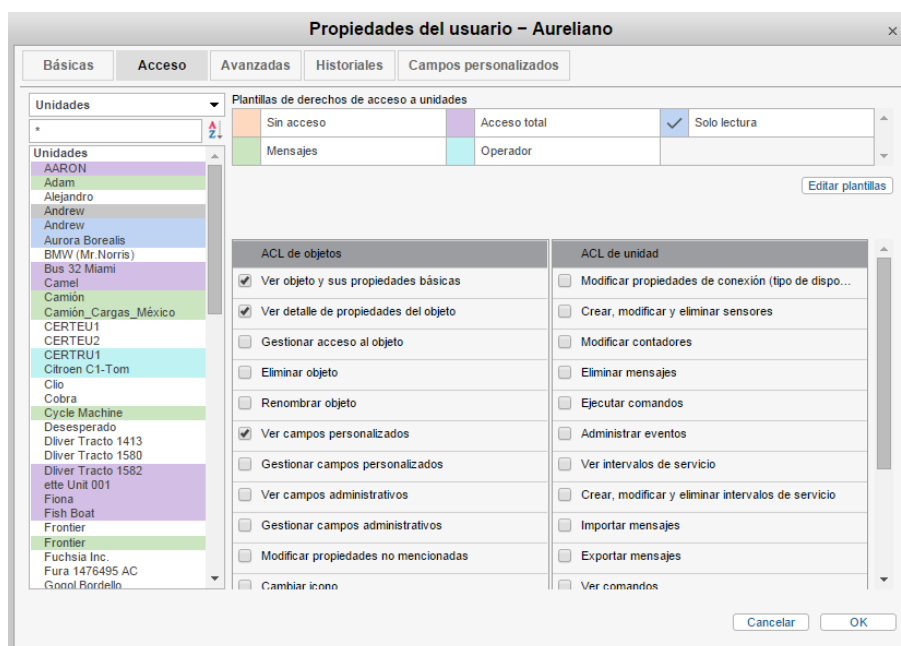 Propiedades del usuario – Aureliano
×
Básicas Acceso Avanzadas Historiales Campos personalizados
Unidades
*
Unidades
AARON
Adam
Alejandro
Andrew
Andrew
Aurora Borealis
BMW (Mr.Norris)
Bus 32 Miami
Camel
Camión
Camión_Cargas_México
CERTEU1
CERTEU2
CERTRU1
Citroen C1-Tom
Clio
Cobra
Cycle Machine
Desesperado
Dliver Tracto 1413
Dliver Tracto 1580
Dliver Tracto 1582
ette Unit 001
Fiona
Fish Boat
Frontier
Frontier
Fuchsia Inc.
Fura 1476495 AC
Gogol Bordello
Plantillas de derechos de acceso a unidades
Sin acceso Acceso total Solo lectura
Mensajes Operador
Editar plantillas
ACL de objetos
Ver objeto y sus propiedades básicas
Ver detalle de propiedades del objeto
Gestionar acceso al objeto
Eliminar objeto
Renombrar objeto
Ver campos personalizados
Gestionar campos personalizados
Ver campos administrativos
Gestionar campos administrativos
Modificar propiedades no mencionadas
Cambiar icono
ACL de unidad
Modificar propiedades de conexión (tipo de dispo...
Crear, modificar y eliminar sensores
Modificar contadores
Eliminar mensajes
Ejecutar comandos
Administrar eventos
Ver intervalos de servicio
Crear, modificar y eliminar intervalos de servicio
Importar mensajes
Exportar mensajes
Ver comandos
Cancelar OK